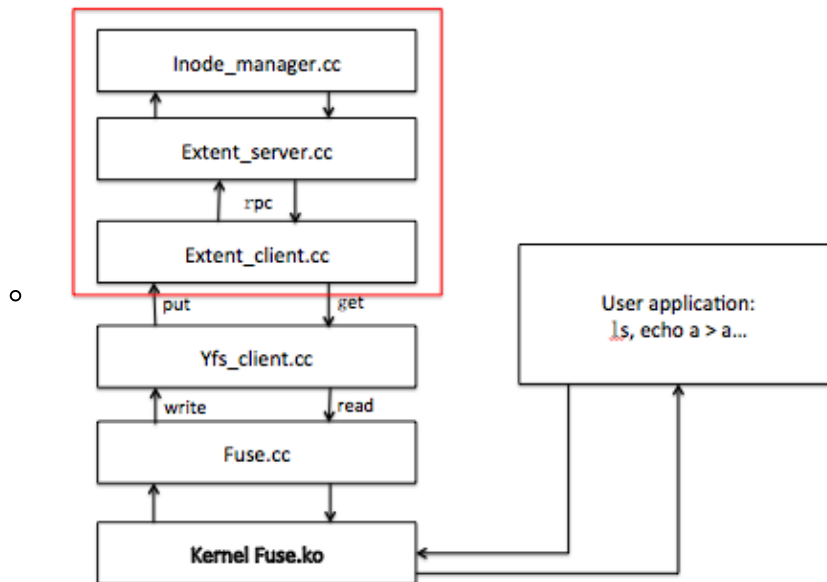 Inode_manager.cc
Extent_server.cc
rpc
Extent_client.cc
put
get
Yfs_client.cc
write
read
Fuse.cc
Kernel Fuse.ko
User application:
ls, echo a > a...